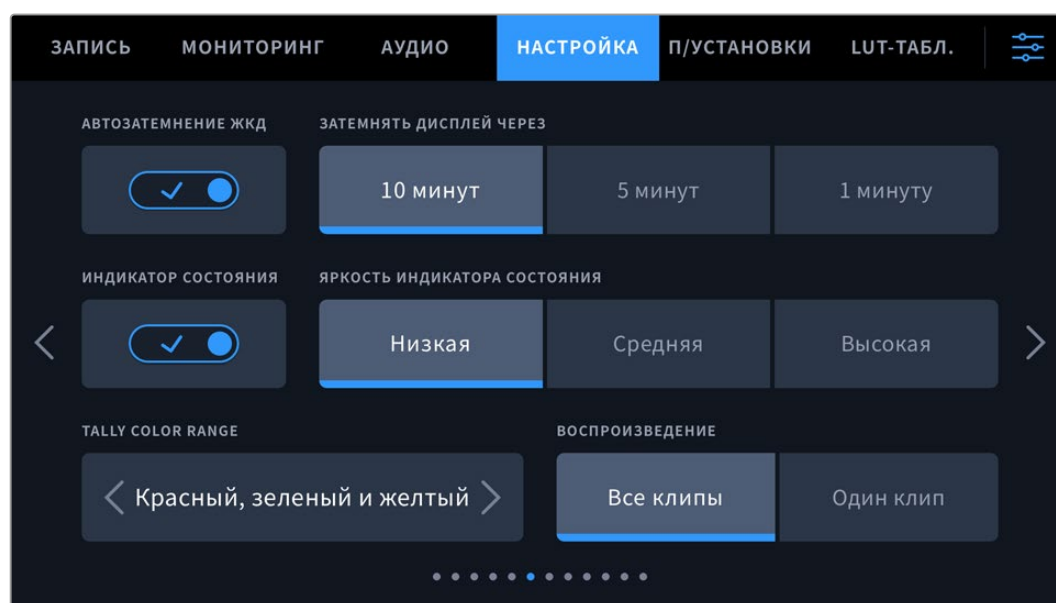 ЗАПИСЬ МОНИТОРИНГ АУДИО НАСТРОЙКА П/УСТАНОВКИ LUT-ТАБЛ.
АВТОЗАТЕМНЕНИЕ ЖКД ЗАТЕМНЯТЬ ДИСПЛЕЙ ЧЕРЕЗ
10 минут 5 минут 1 минуту
ИНДИКАТОР СОСТОЯНИЯ ЯРКОСТЬ ИНДИКАТОРА СОСТОЯНИЯ
Низкая Средняя Высокая
TALLY COLOR RANGE ВОСПРОИЗВЕДЕНИЕ
Красный, зеленый и желтый Все клипы Один клип